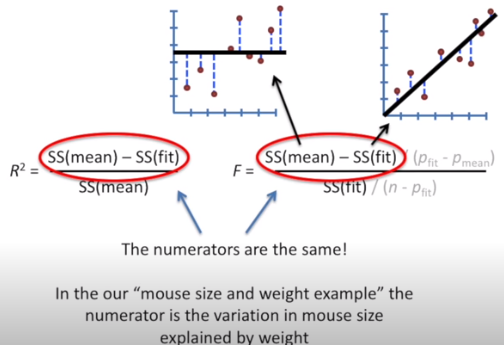 R² = SS(mean) – SS(fit)
SS(mean)
F = SS(mean) – SS(fit) / (pfit - pmean)
SS(fit) / (n - pfit)
The numerators are the same!
In the our “mouse size and weight example” the
numerator is the variation in mouse size
explained by weight